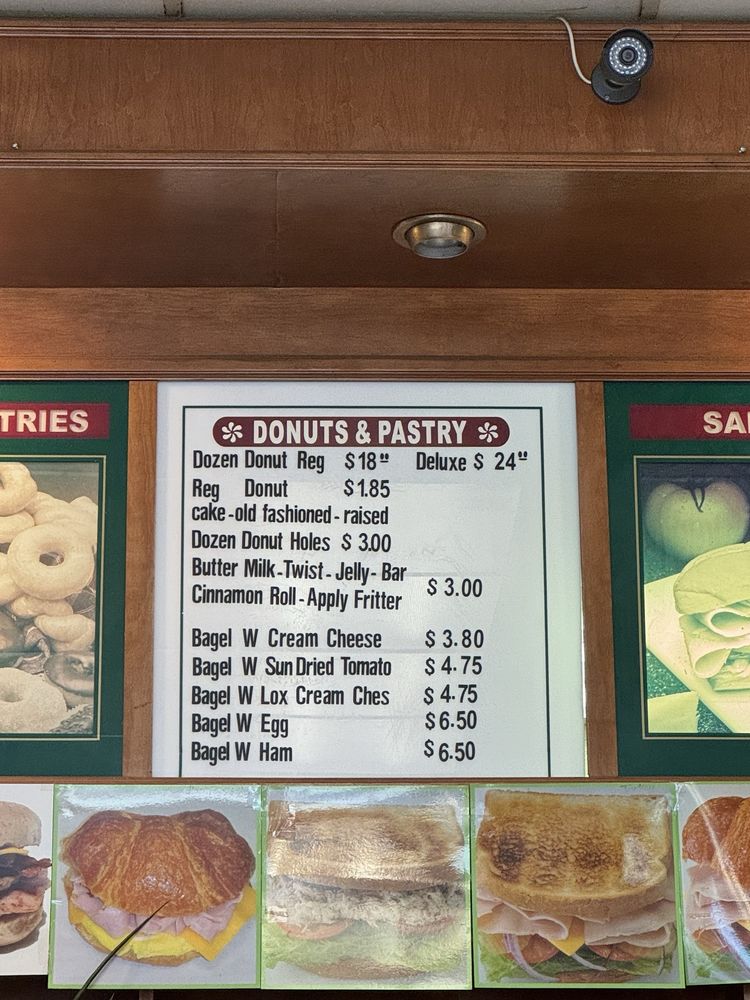 TRIES
DONUTS & PASTRY
SA
Dozen Donut Reg $18.00 Deluxe $ 24.00
Reg Donut $1.85
cake-old fashioned-raised
Dozen Donut Holes $ 3.00
Butter Milk-Twist-Jelly-Bar
Cinnamon Roll-Apply Fritter $ 3.00
Bagel W Cream Cheese $ 3.80
Bagel W Sun Dried Tomato $ 4.75
Bagel W Lox Cream Ches $ 4.75
Bagel W Egg $6.50
Bagel W Ham $6.50